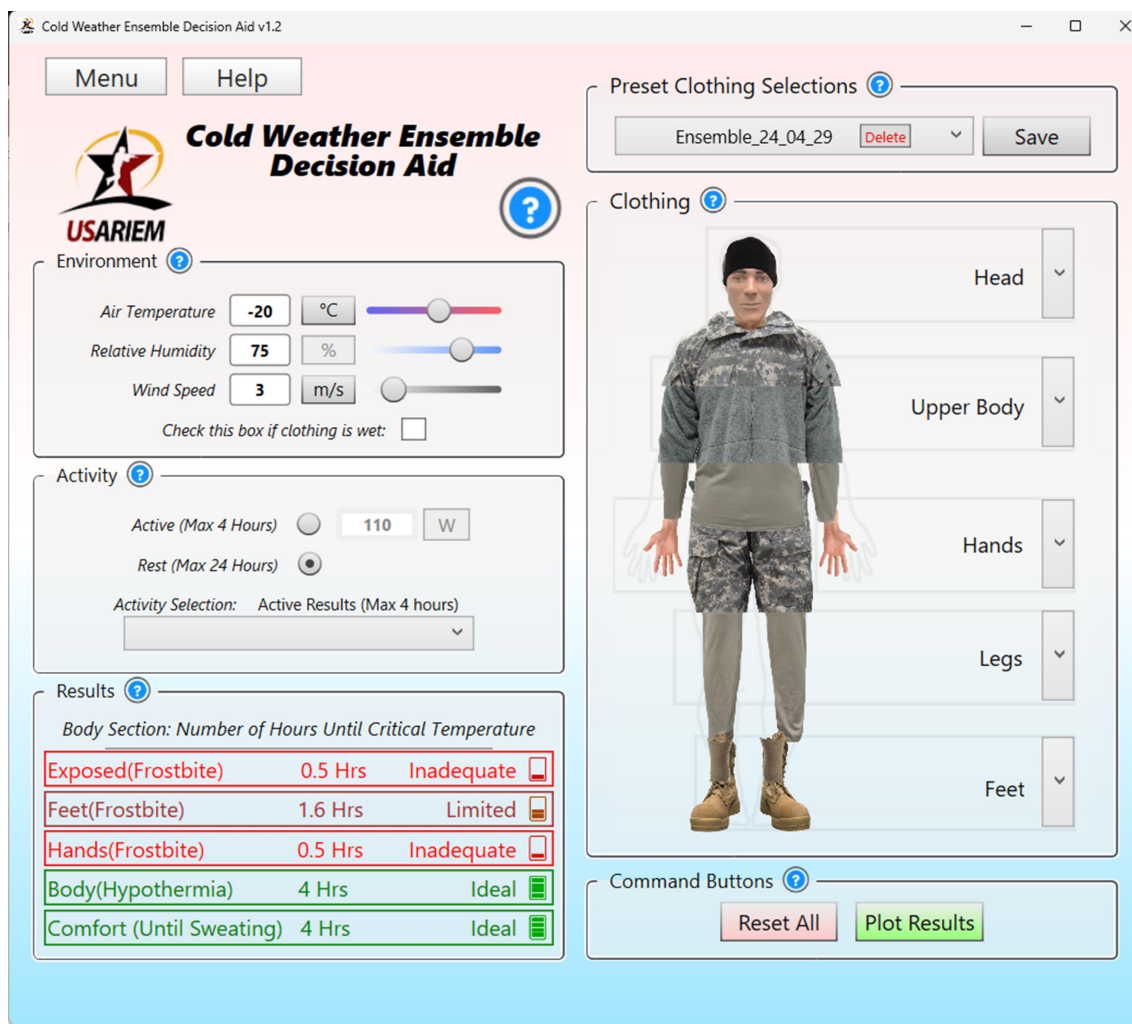 Cold Weather Ensemble Decision Aid v1.2
Menu
Help
Cold Weather Ensemble
Decision Aid
?
USARIEM
Environment ?
Air Temperature -20 °C
Relative Humidity 75 %
Wind Speed 3 m/s
Check this box if clothing is wet:
Activity ?
Active (Max 4 Hours) 110 W
Rest (Max 24 Hours)
Activity Selection: Active Results (Max 4 hours)
Results ?
Body Section: Number of Hours Until Critical Temperature
Exposed(Frostbite) 0.5 Hrs Inadequate
Feet(Frostbite) 1.6 Hrs Limited
Hands(Frostbite) 0.5 Hrs Inadequate
Body(Hypothermia) 4 Hrs Ideal
Comfort (Until Sweating) 4 Hrs Ideal
Preset Clothing Selections ?
Ensemble_24_04_29 Delete Save
Clothing ?
Head
Upper Body
Hands
Legs
Feet
Command Buttons ?
Reset All Plot Results